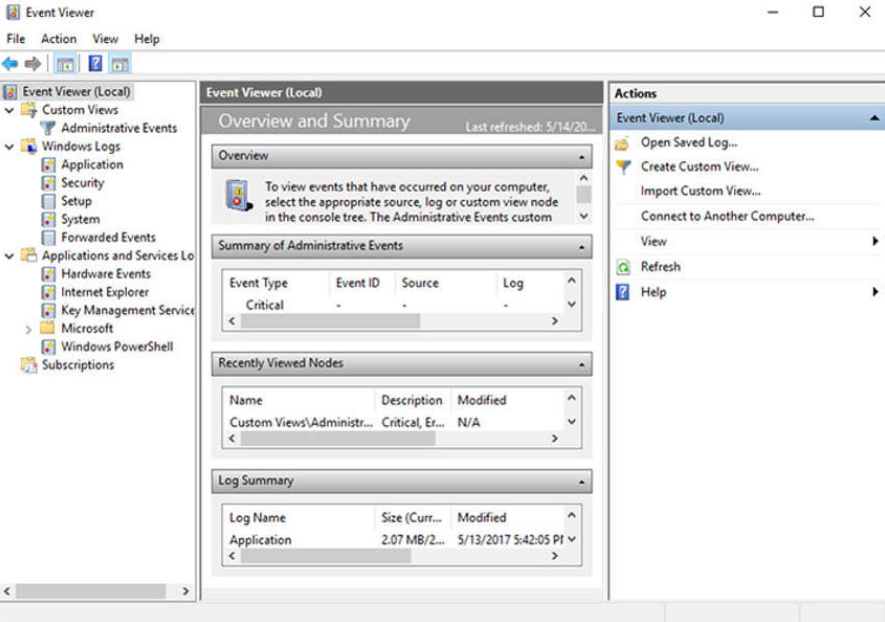 Event Viewer
File Action View Help
Event Viewer (Local)
Custom Views
Administrative Events
Windows Logs
Application
Security
Setup
System
Forwarded Events
Applications and Services Lo
Hardware Events
Internet Explorer
Key Management Service
Microsoft
Windows PowerShell
Subscriptions
Event Viewer (Local)
Overview and Summary Last refreshed: 5/14/20...
Overview
To view events that have occurred on your computer,
select the appropriate source, log or custom view node
in the console tree. The Administrative Events custom
Summary of Administrative Events
Event Type Event ID Source Log
Critical - - -
Recently Viewed Nodes
Name Description Modified
Custom Views\Administr... Critical, Er... N/A
Log Summary
Log Name Size (Curr... Modified
Application 2.07 MB/2... 5/13/2017 5:42:05 PM
Actions
Event Viewer (Local)
Open Saved Log...
Create Custom View...
Import Custom View...
Connect to Another Computer...
View
Refresh
Help